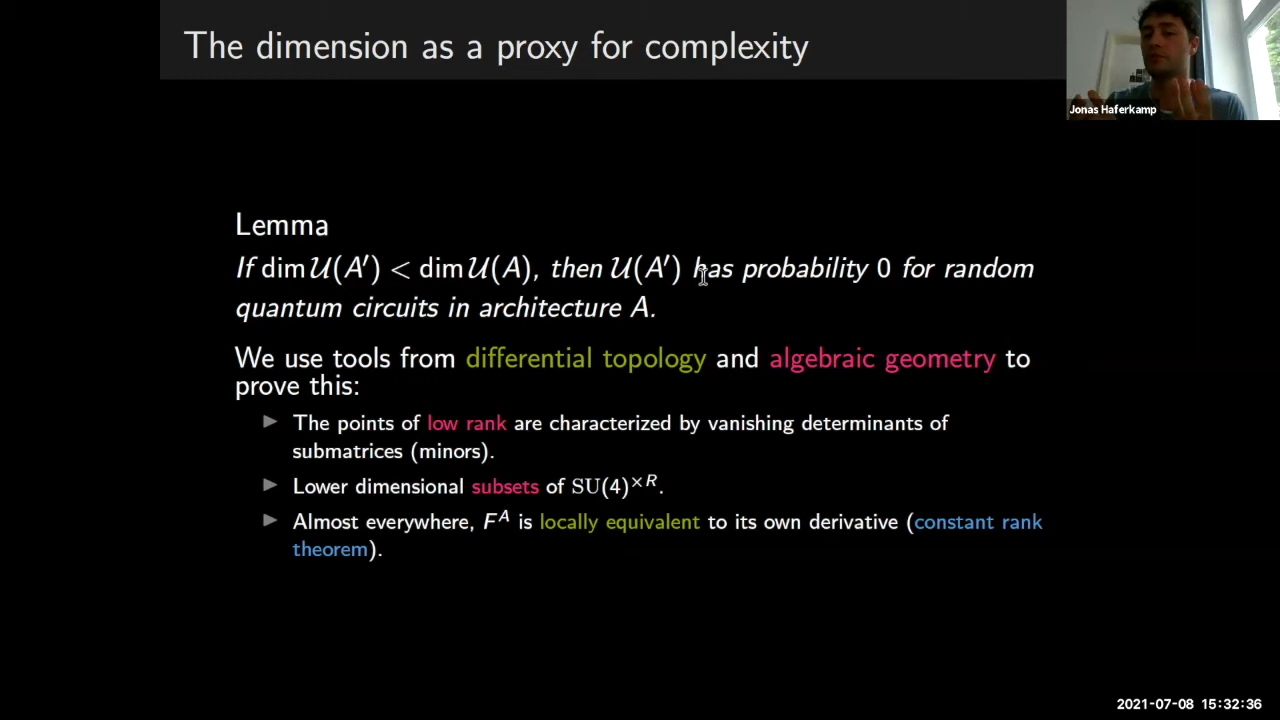 The dimension as a proxy for complexity
Jonas Haferkamp
Lemma
If dim 𝒰(A′) < dim 𝒰(A), then 𝒰(A′) has probability 0 for random
quantum circuits in architecture A.
We use tools from differential topology and algebraic geometry to
prove this:
▶ The points of low rank are characterized by vanishing determinants of
submatrices (minors).
▶ Lower dimensional subsets of SU(4)^{×R}.
▶ Almost everywhere, F^A is locally equivalent to its own derivative (constant rank
theorem).
2021-07-08 15:32:36